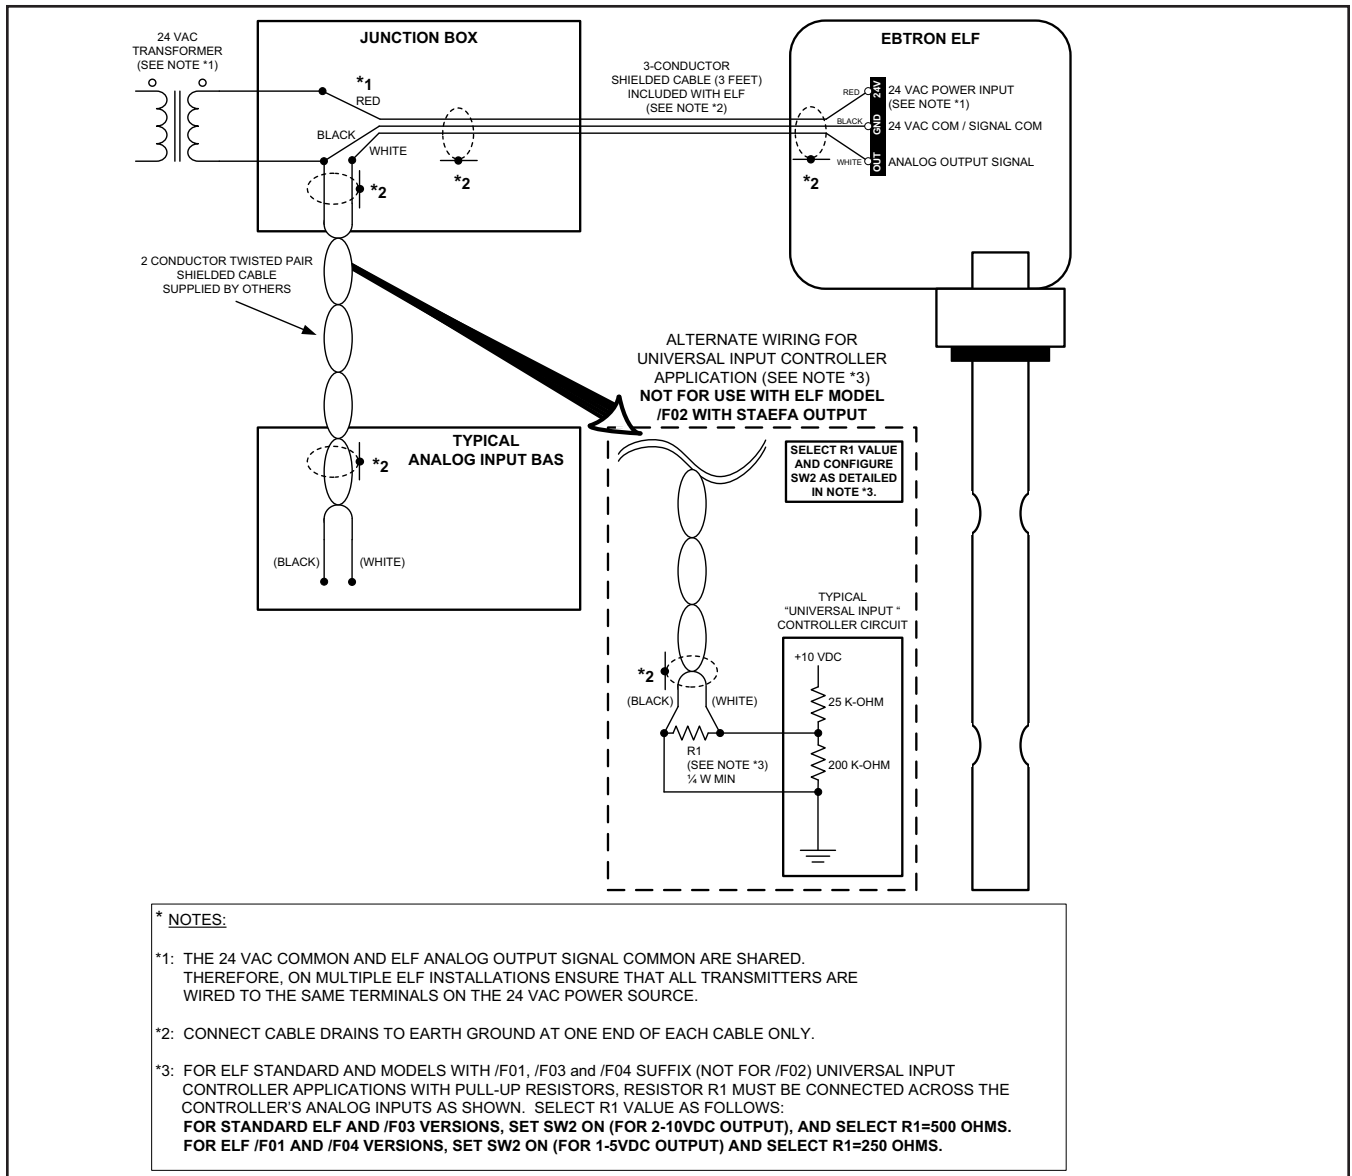 24 VAC
TRANSFORMER
(SEE NOTE *1)
JUNCTION BOX
*1
RED
BLACK
WHITE
*2
*2
3-CONDUCTOR
SHIELDED CABLE (3 FEET)
INCLUDED WITH ELF
(SEE NOTE *2)
EBTRON ELF
RED
24V
24 VAC POWER INPUT
(SEE NOTE *1)
BLACK
GND
24 VAC COM / SIGNAL COM
WHITE
OUT
ANALOG OUTPUT SIGNAL
*2
2 CONDUCTOR TWISTED PAIR
SHIELDED CABLE
SUPPLIED BY OTHERS
TYPICAL
ANALOG INPUT BAS
*2
(BLACK)
(WHITE)
ALTERNATE WIRING FOR
UNIVERSAL INPUT CONTROLLER
APPLICATION (SEE NOTE *3)
NOT FOR USE WITH ELF MODEL
/F02 WITH STAEFA OUTPUT
SELECT R1 VALUE
AND CONFIGURE
SW2 AS DETAILED
IN NOTE *3.
TYPICAL
“UNIVERSAL INPUT “
CONTROLLER CIRCUIT
+10 VDC
25 K-OHM
200 K-OHM
*2
(BLACK)
(WHITE)
R1
(SEE NOTE *3)
¼ W MIN
* NOTES:
*1: THE 24 VAC COMMON AND ELF ANALOG OUTPUT SIGNAL COMMON ARE SHARED.
THEREFORE, ON MULTIPLE ELF INSTALLATIONS ENSURE THAT ALL TRANSMITTERS ARE
WIRED TO THE SAME TERMINALS ON THE 24 VAC POWER SOURCE.
*2: CONNECT CABLE DRAINS TO EARTH GROUND AT ONE END OF EACH CABLE ONLY.
*3: FOR ELF STANDARD AND MODELS WITH /F01, /F03 and /F04 SUFFIX (NOT FOR /F02) UNIVERSAL INPUT
CONTROLLER APPLICATIONS WITH PULL-UP RESISTORS, RESISTOR R1 MUST BE CONNECTED ACROSS THE
CONTROLLER’S ANALOG INPUTS AS SHOWN. SELECT R1 VALUE AS FOLLOWS:
FOR STANDARD ELF AND /F03 VERSIONS, SET SW2 ON (FOR 2-10VDC OUTPUT), AND SELECT R1=500 OHMS.
FOR ELF /F01 AND /F04 VERSIONS, SET SW2 ON (FOR 1-5VDC OUTPUT) AND SELECT R1=250 OHMS.